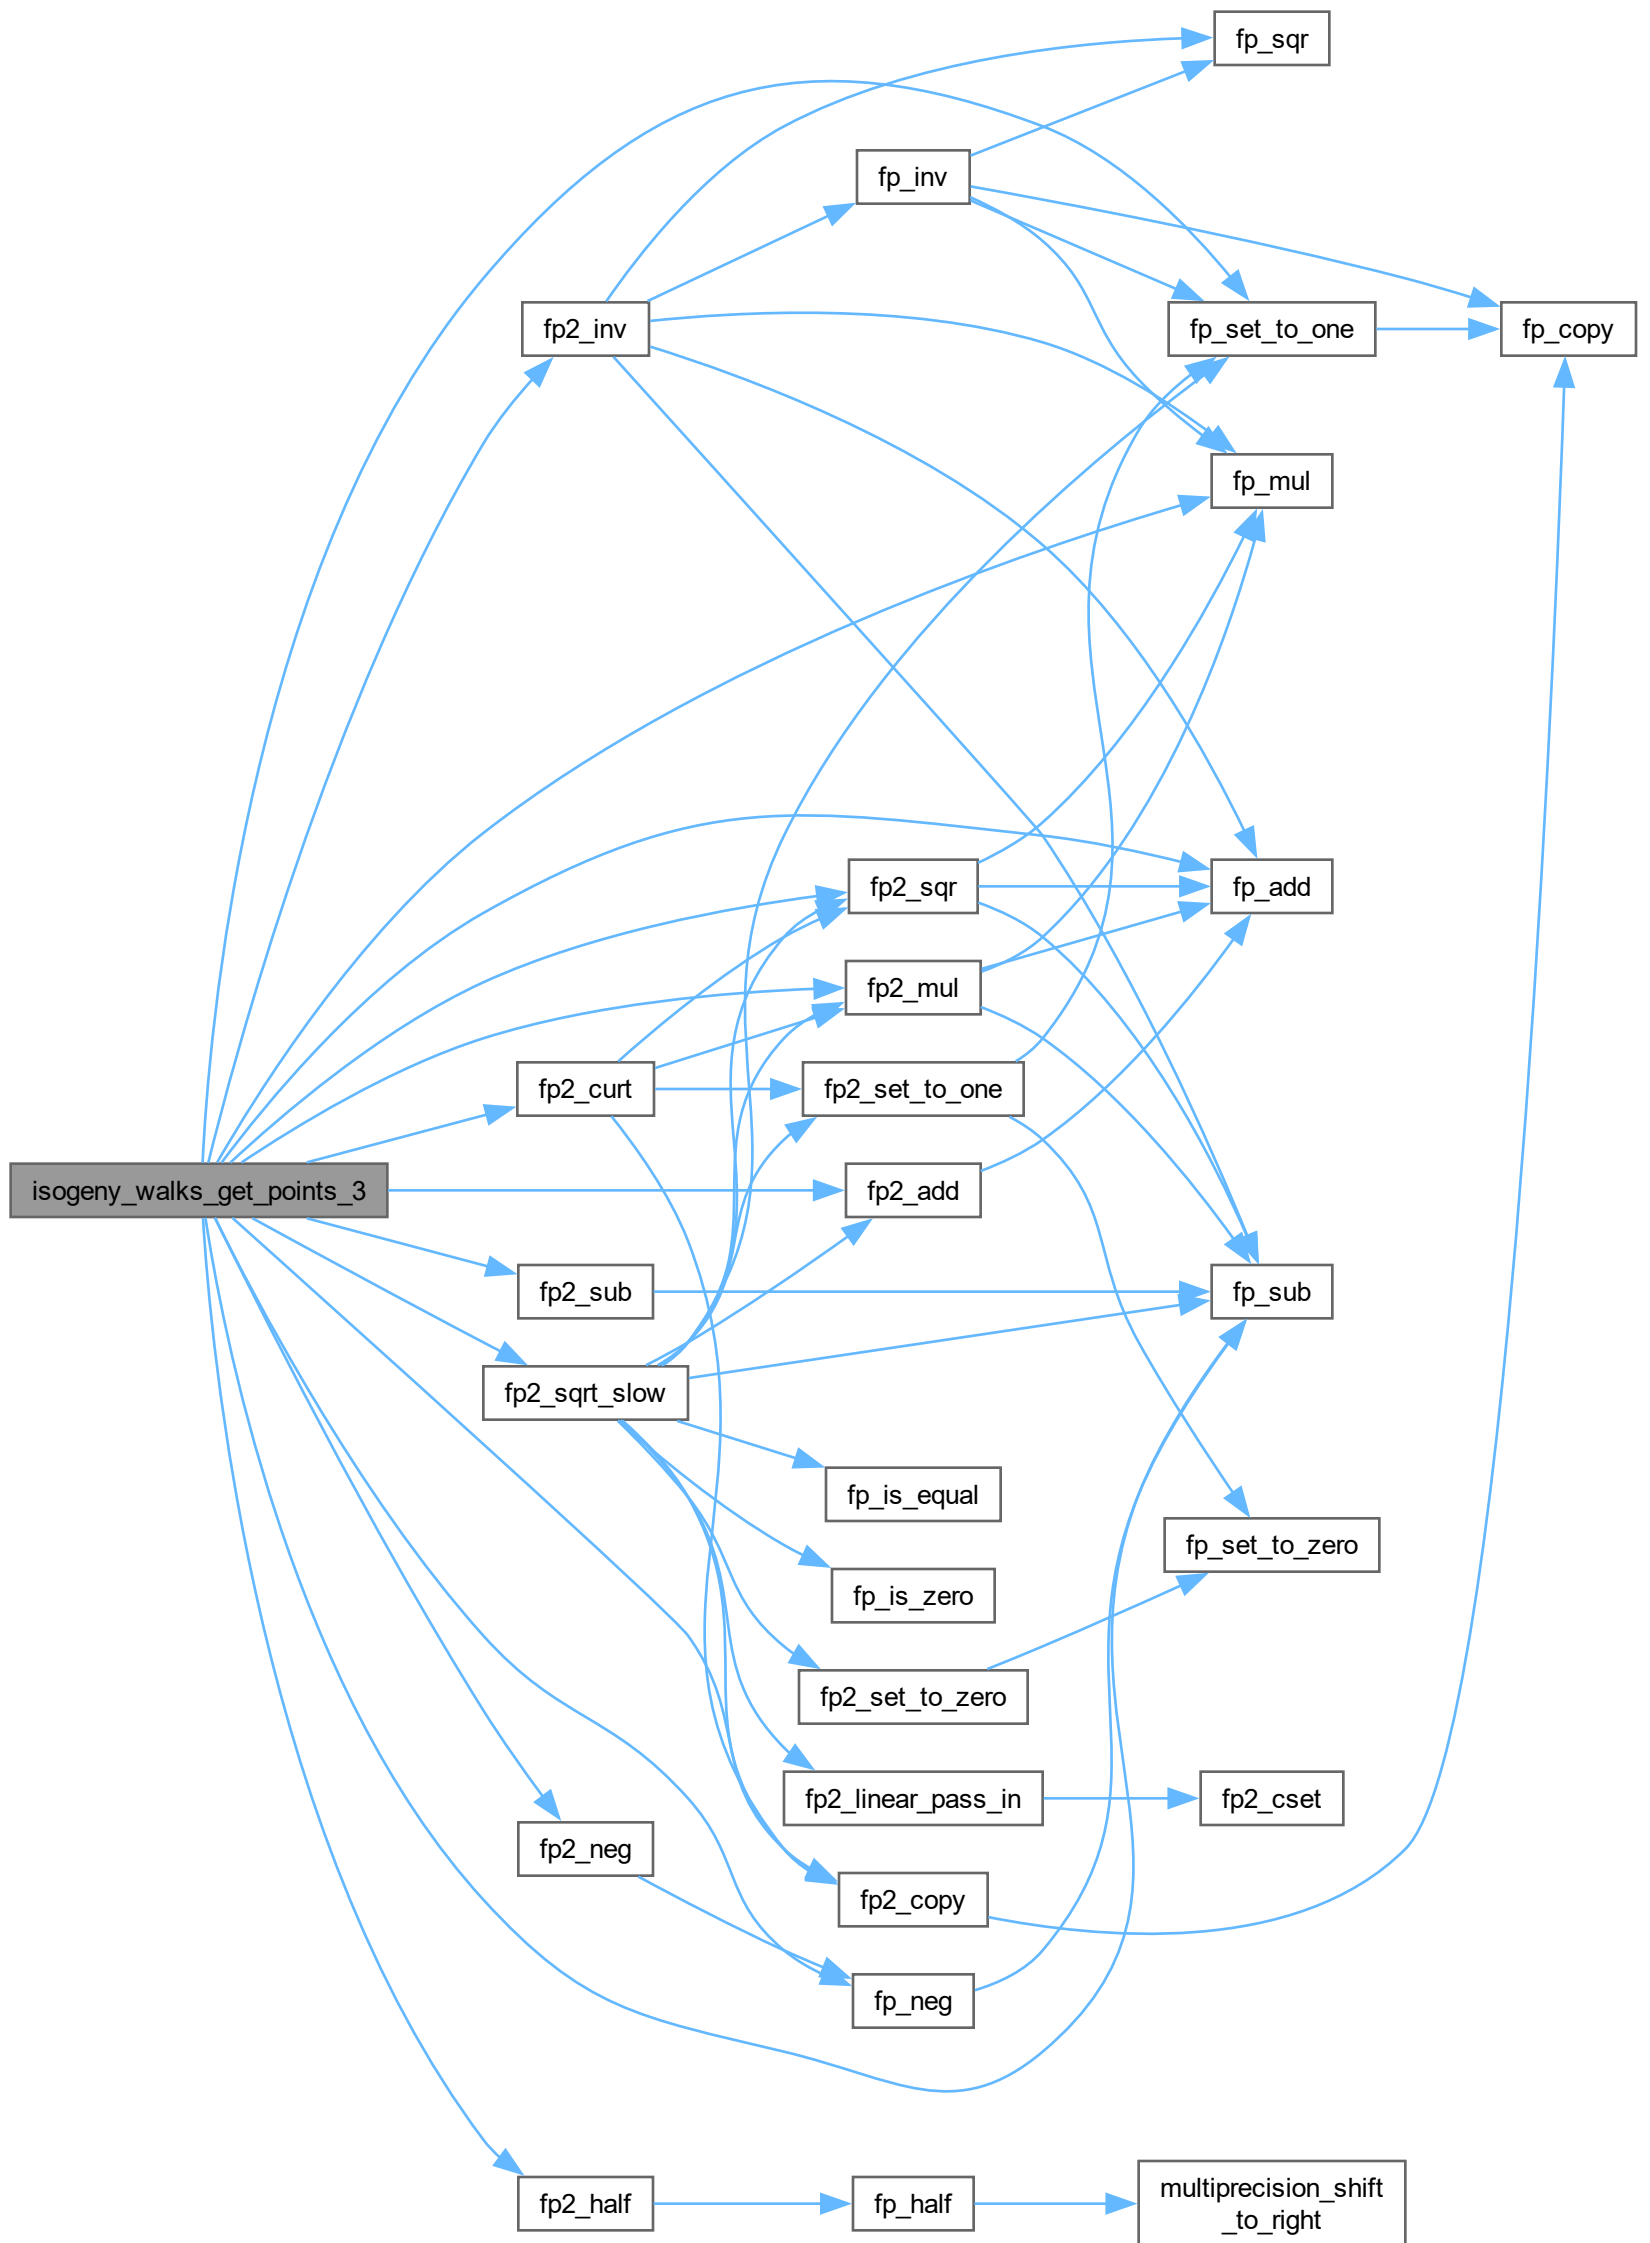 fp_sqr
fp_inv
fp2_inv
fp_set_to_one
fp_copy
fp_mul
fp2_sqr
fp_add
fp2_mul
fp2_curt
fp2_set_to_one
isogeny_walks_get_points_3
fp2_add
fp2_sub
fp_sub
fp2_sqrt_slow
fp_is_equal
fp_set_to_zero
fp_is_zero
fp2_set_to_zero
fp2_linear_pass_in
fp2_cset
fp2_neg
fp2_copy
fp_neg
fp2_half
fp_half
multiprecision_shift
_to_right